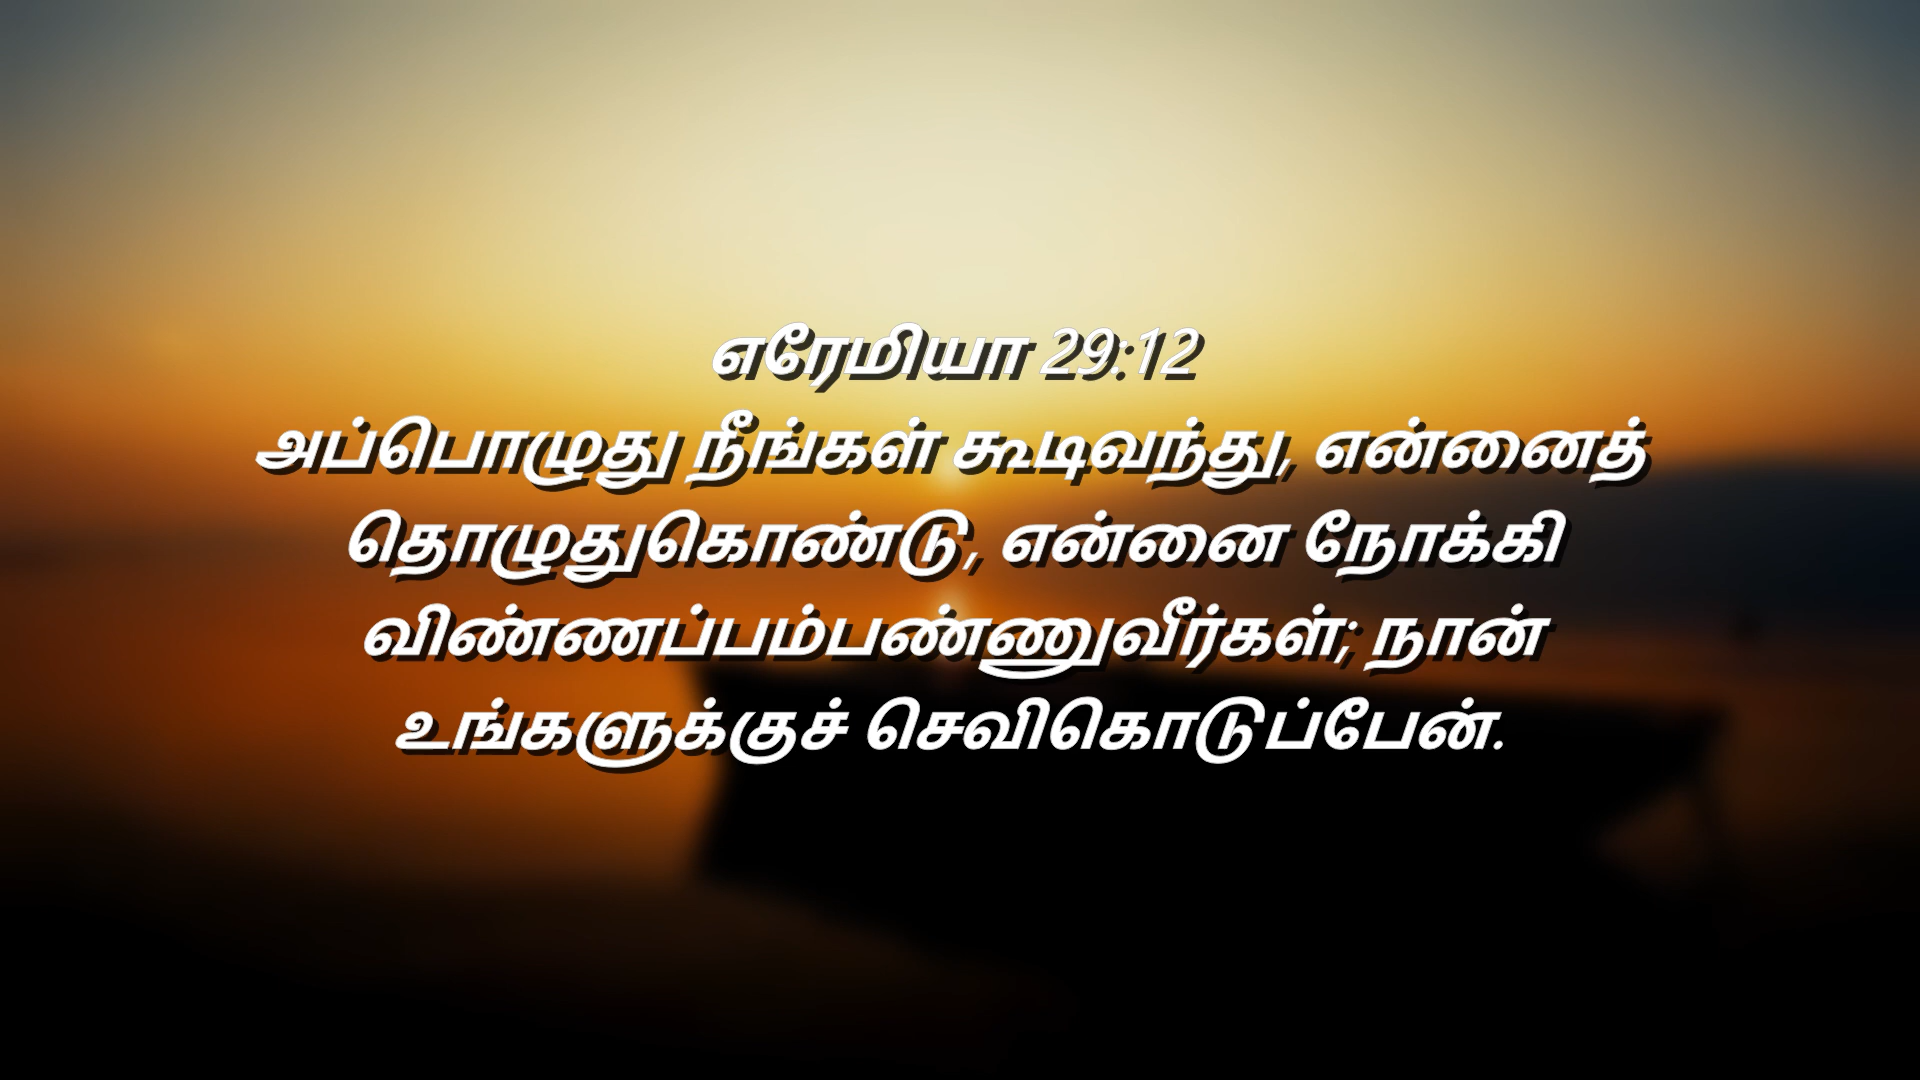 எரேமியா 29:12
அப்பொழுது நீங்கள் கூடிவந்து, என்னைத்
தொழுதுகொண்டு, என்னை நோக்கி
விண்ணப்பம்பண்ணுவீர்கள்; நான்
உங்களுக்குச் செவிகொடுப்பேன்.